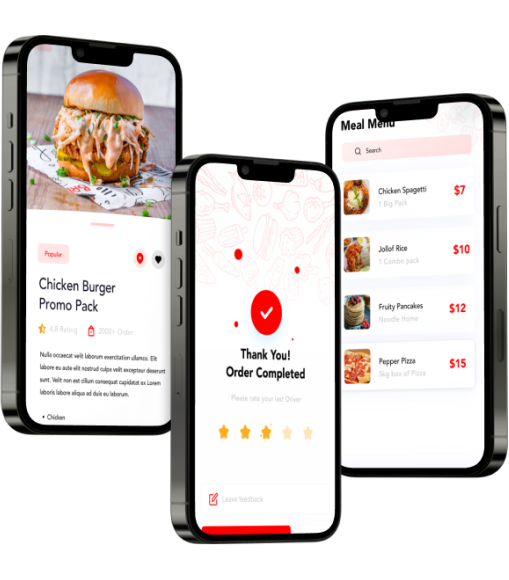 Popular
Chicken Burger
Promo Pack
4.8 Rating
2000+ Order
Nulla occaecat velit laborum exercitation ullamco. Elit
labore eu aute elit nostrud culpa velit excepteur deserunt
sunt. Velit non est ullum consequat cupidatat ex Lorem
laboris labore aliqua ad duis eu laborum.
• Chicken
Thank You!
Order Completed
Please rate your last Driver
Leave feedback
Meal Menu
Search
Chicken Spagetti
$7
1 Big Pack
Jollof Rice
$10
1 Combo pack
Fruity Pancakes
$12
Noodle Home
Pepper Pizza
$15
5kg box of Pizza